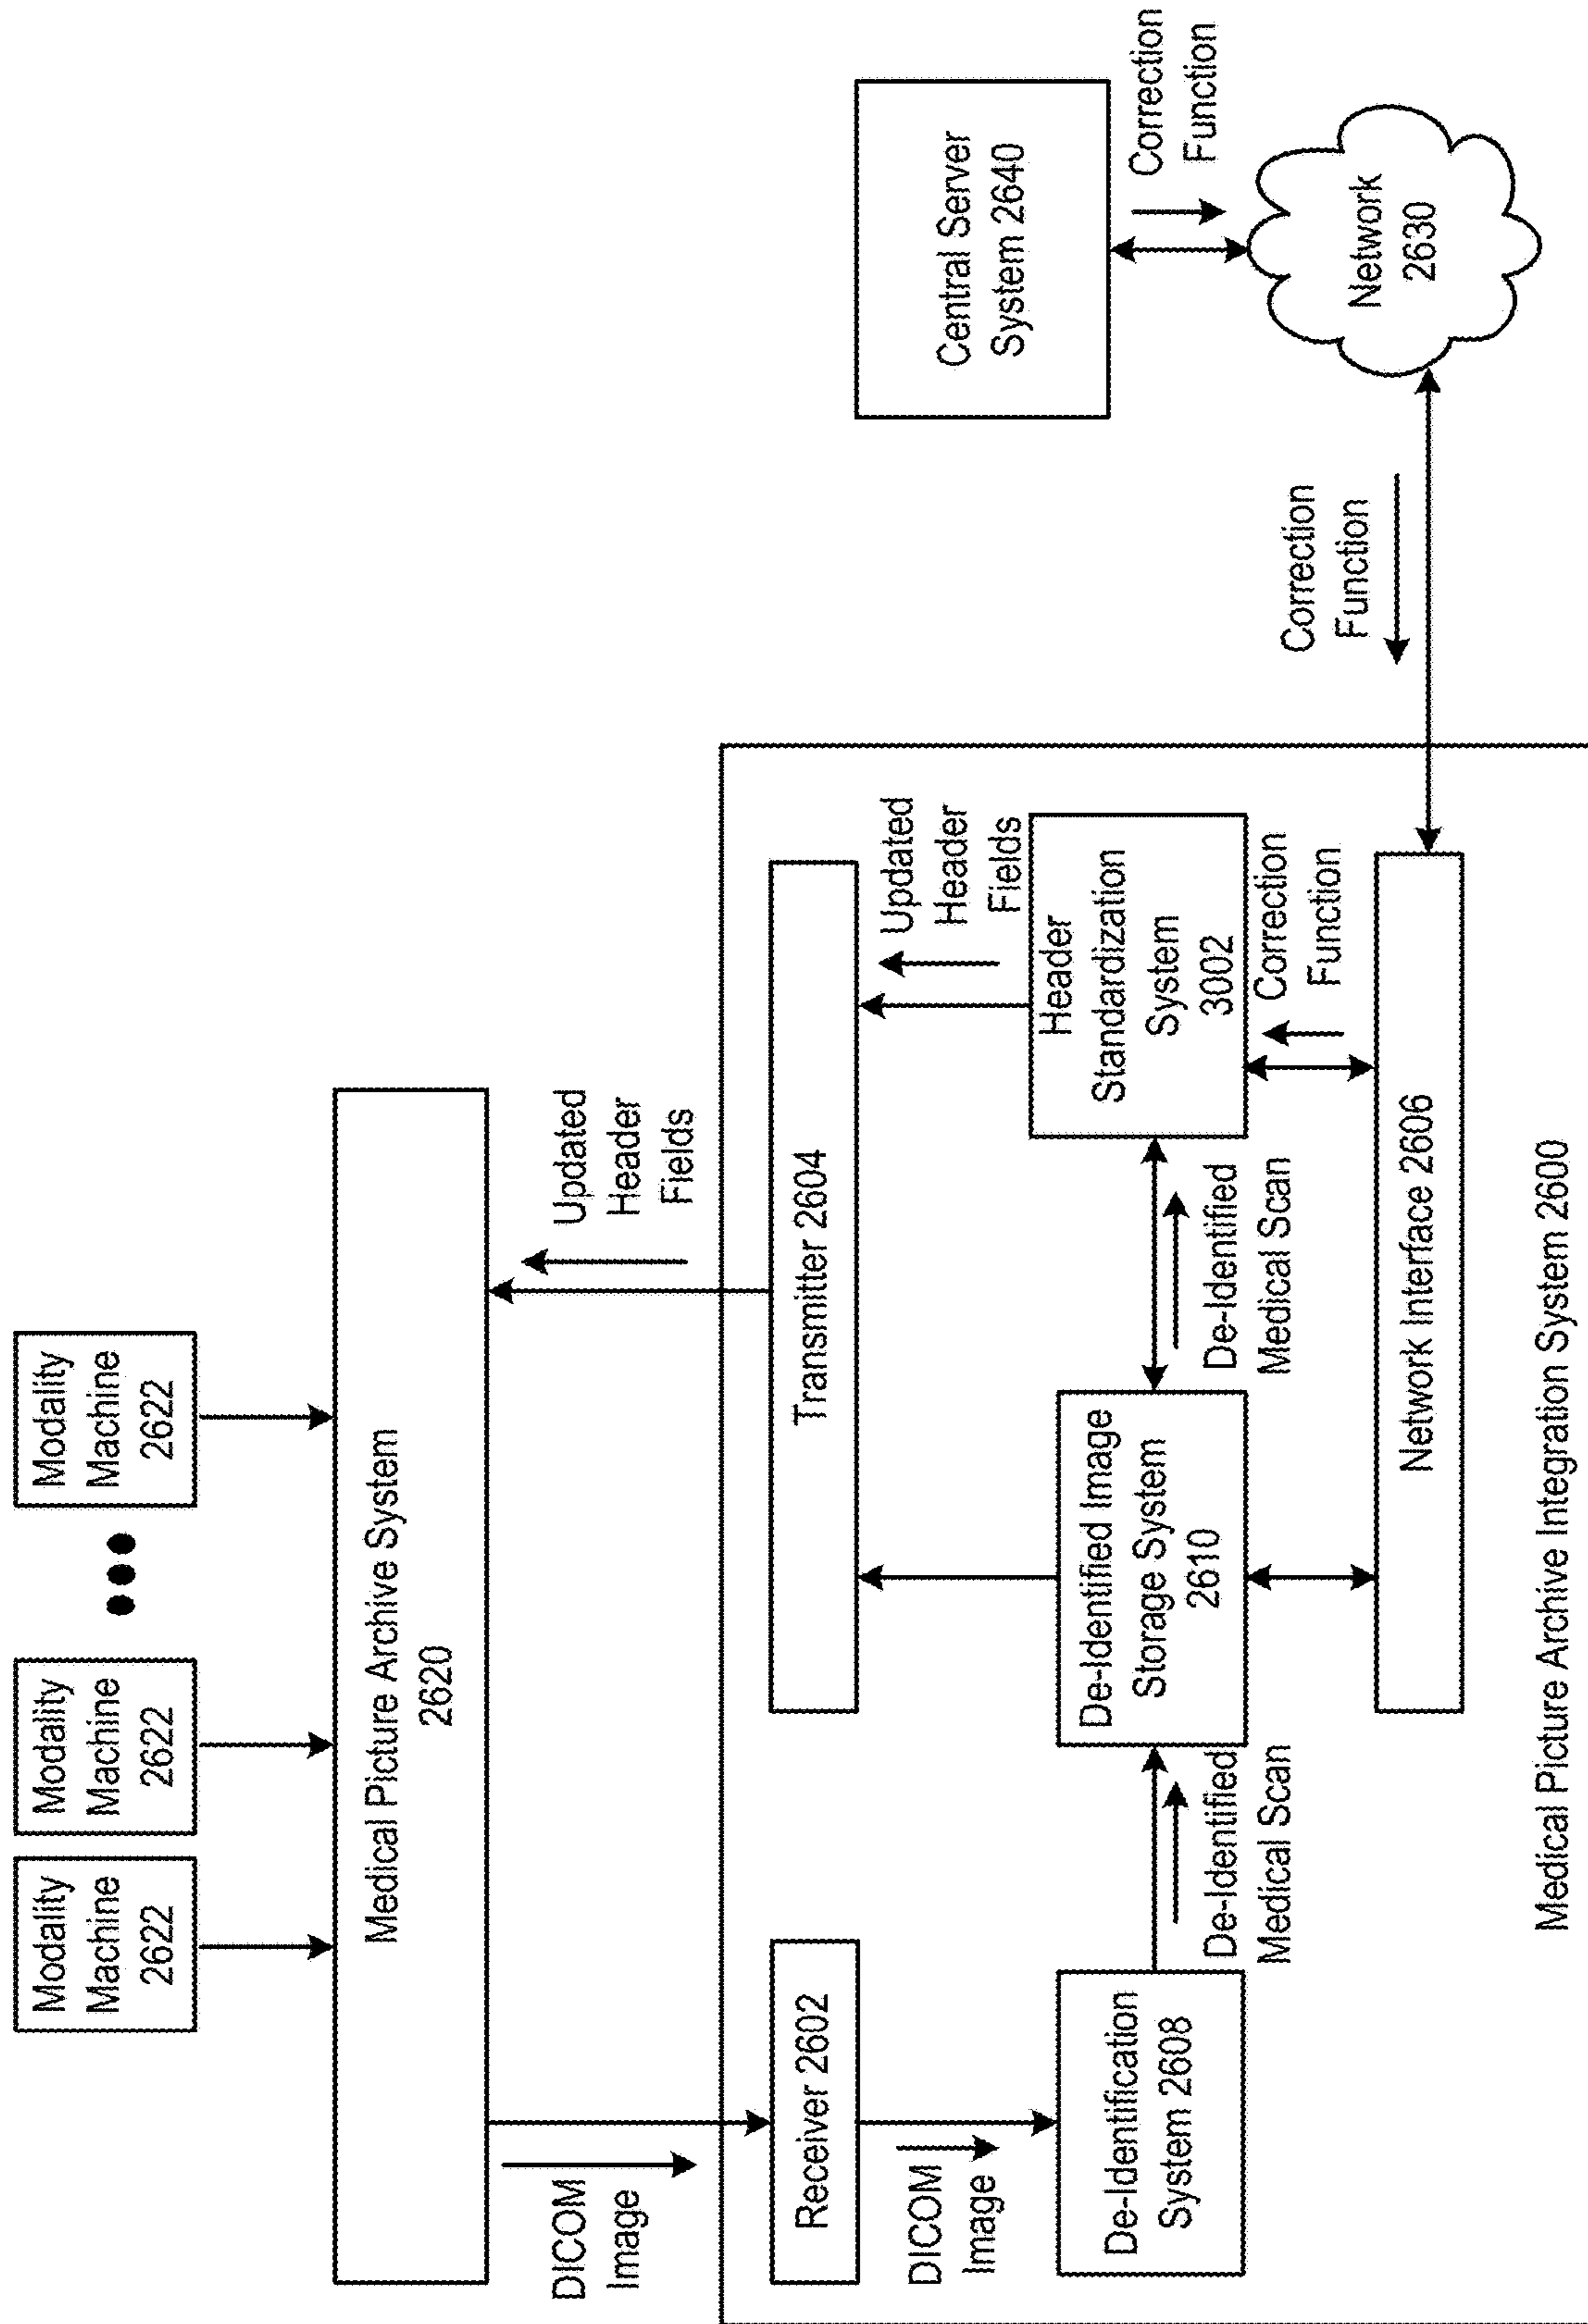 Modality
Machine
2622
Modality
Machine
2622
Modality
Machine
2622
Medical Picture Archive System
2620
DICOM
Image
Updated
Header
Fields
Receiver 2602
Transmitter 2604
DICOM
Image
Updated
Header
Fields
De-Identification
System 2608
De-Identified
Medical Scan
De-Identified Image
Storage System
2610
De-Identified
Medical Scan
Header
Standardization
System
3002
Correction
Function
Network Interface 2606
Medical Picture Archive Integration System 2600
Central Server
System 2640
Correction
Function
Network
2630
Correction
Function